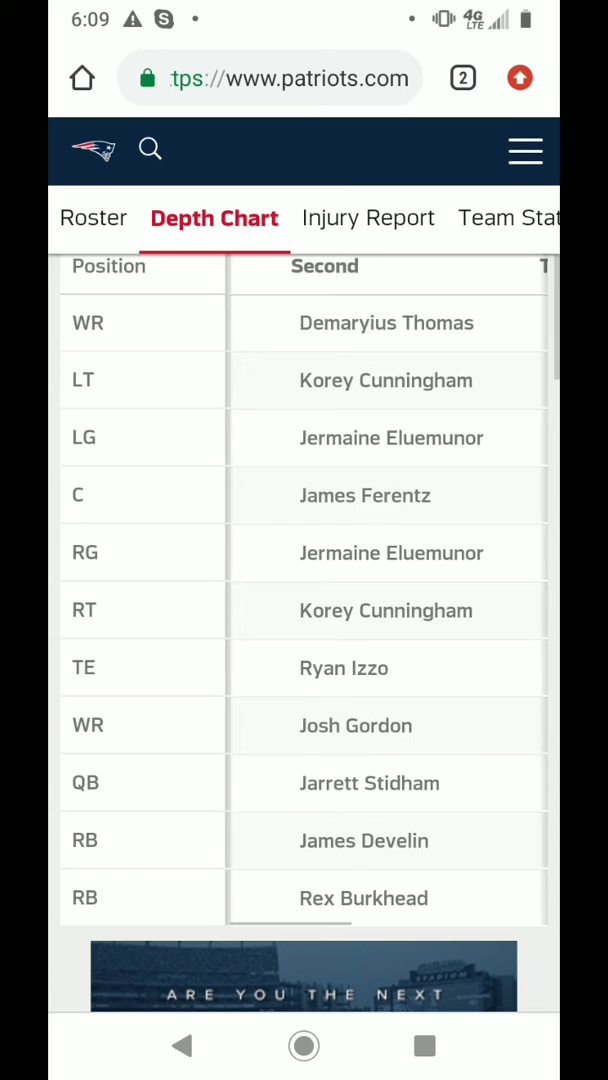 6:09
4G
LTE
tps://www.patriots.com
2
Roster Depth Chart Injury Report Team Stat
Position Second T
WR Demaryius Thomas
LT Korey Cunningham
LG Jermaine Eluemunor
C James Ferentz
RG Jermaine Eluemunor
RT Korey Cunningham
TE Ryan Izzo
WR Josh Gordon
QB Jarrett Stidham
RB James Develin
RB Rex Burkhead
ARE YOU THE NEXT